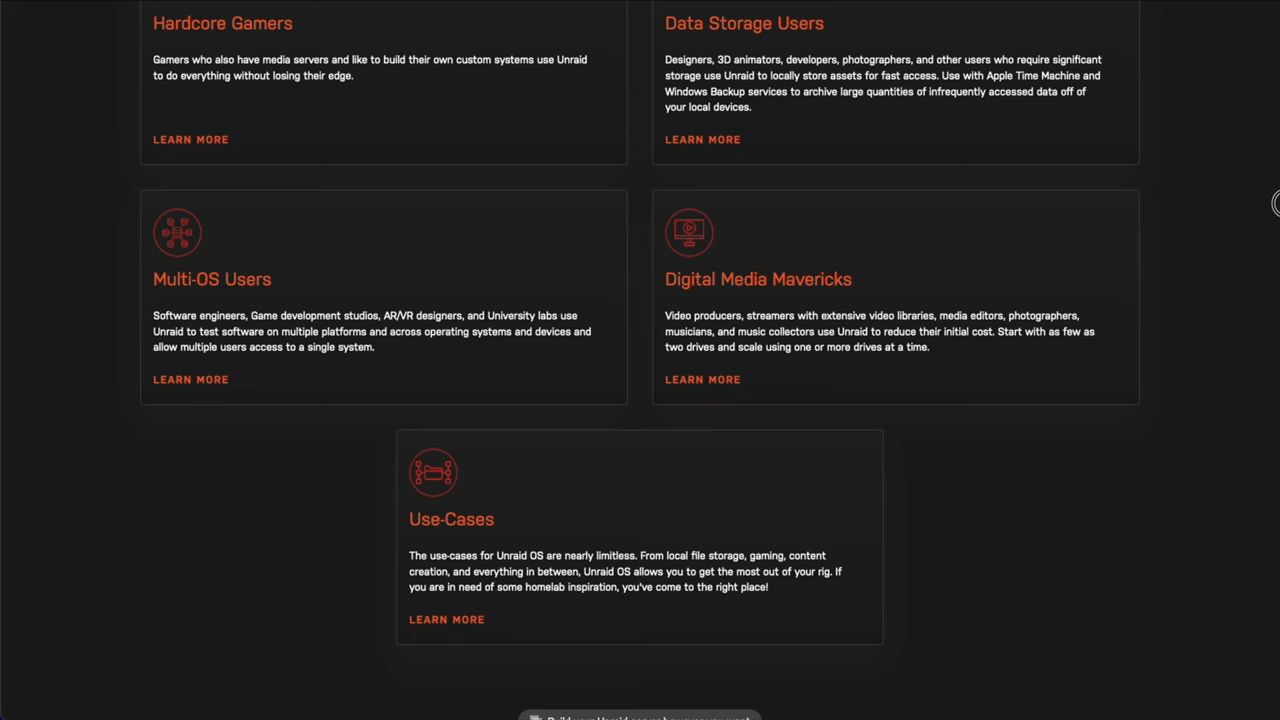 Hardcore Gamers
Gamers who also have media servers and like to build their own custom systems use Unraid
to do everything without losing their edge.
LEARN MORE
Data Storage Users
Designers, 3D animators, developers, photographers, and other users who require significant
storage use Unraid to locally store assets for fast access. Use with Apple Time Machine and
Windows Backup services to archive large quantities of infrequently accessed data off of
your local devices.
LEARN MORE
Multi-OS Users
Software engineers, Game development studios, AR/VR designers, and University labs use
Unraid to test software on multiple platforms and across operating systems and devices and
allow multiple users access to a single system.
LEARN MORE
Digital Media Mavericks
Video producers, streamers with extensive video libraries, media editors, photographers,
musicians, and music collectors use Unraid to reduce their initial cost. Start with as few as
two drives and scale using one or more drives at a time.
LEARN MORE
Use-Cases
The use-cases for Unraid OS are nearly limitless. From local file storage, gaming, content
creation, and everything in between, Unraid OS allows you to get the most out of your rig. If
you are in need of some homelab inspiration, you've come to the right place!
LEARN MORE
Build your Unraid server however you want